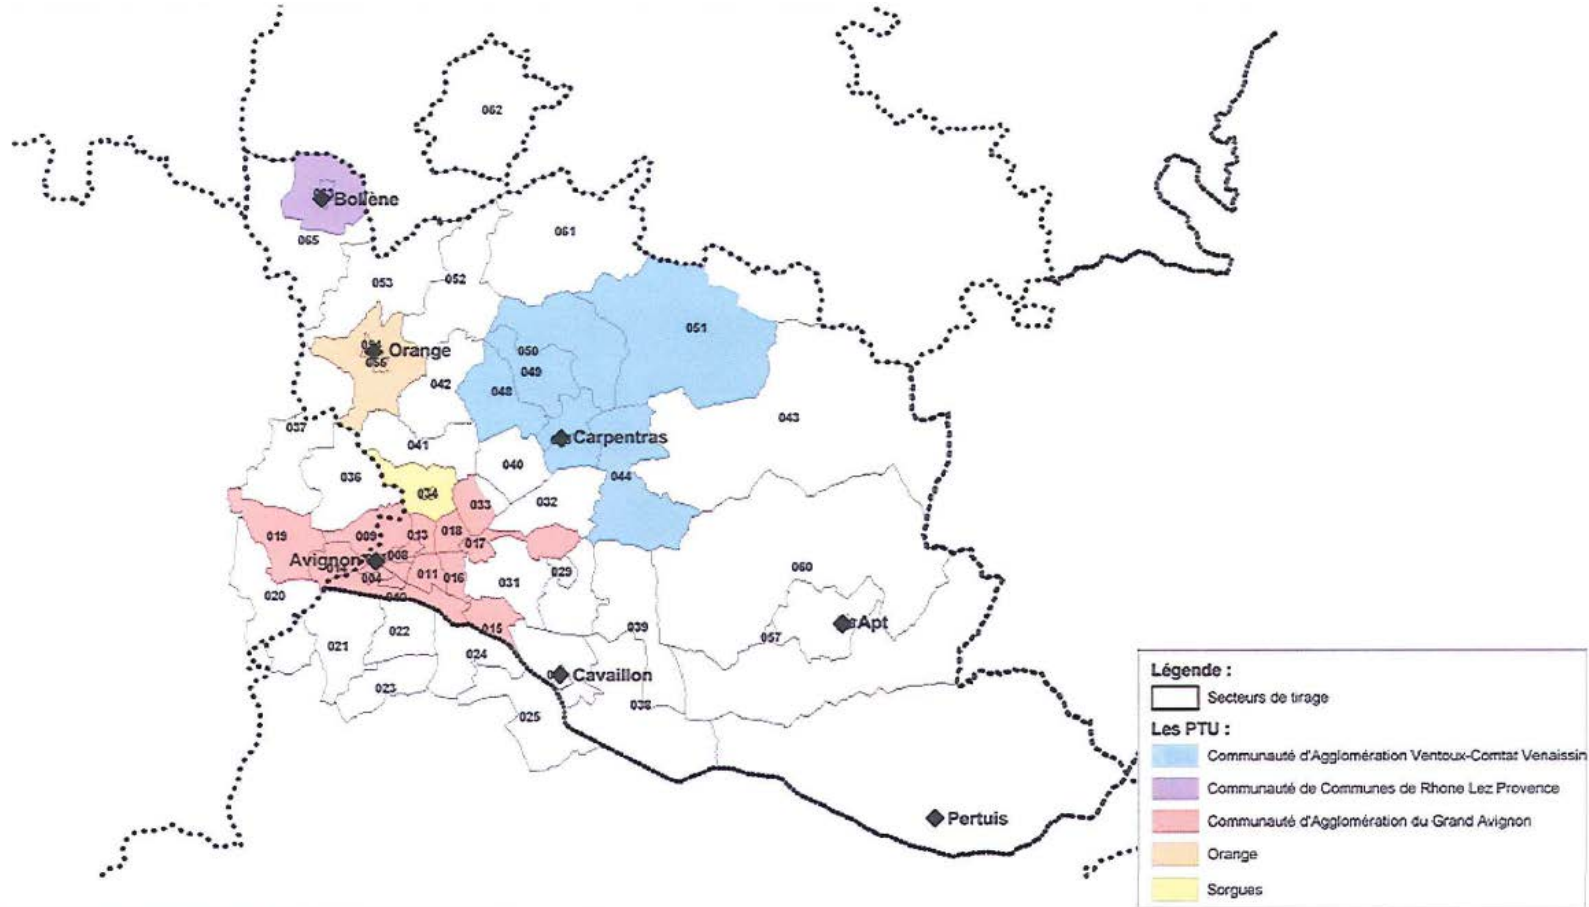 062
Bollène
065
061
053
052
051
Orange
056
050
049
048
042
043
037
041
Carpentras
040
044
036
034
033
032
019
009
013
018
017
Avignon
008
014
004
011
016
031
029
060
020
010
015
022
021
024
039
057
Apt
023
Cavaillon
025
038
Pertuis
Légende :
Secteurs de tirage
Les PTU :
Communauté d'Agglomération Ventoux-Comtat Venaissin
Communauté de Communes de Rhone Lez Provence
Communauté d'Agglomération du Grand Avignon
Orange
Sorgues